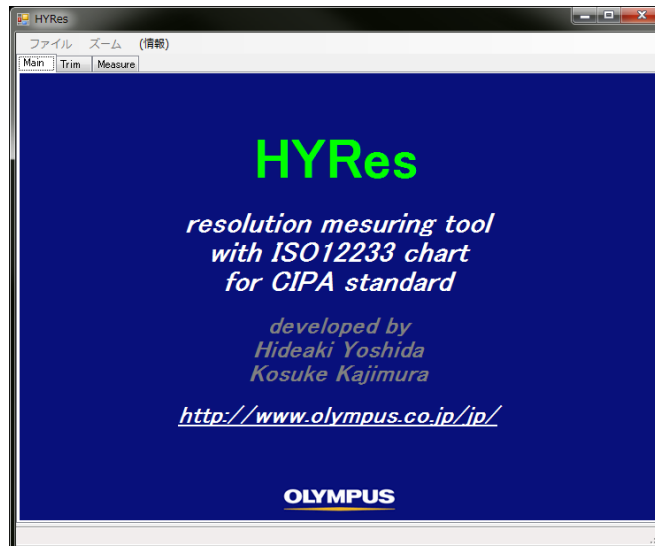 HYRes
ファイル ズーム (情報)
Main Trim Measure
HYRes
resolution mesuring tool
with ISO12233 chart
for CIPA standard
developed by
Hideaki Yoshida
Kosuke Kajimura
http://www.olympus.co.jp/jp/
OLYMPUS